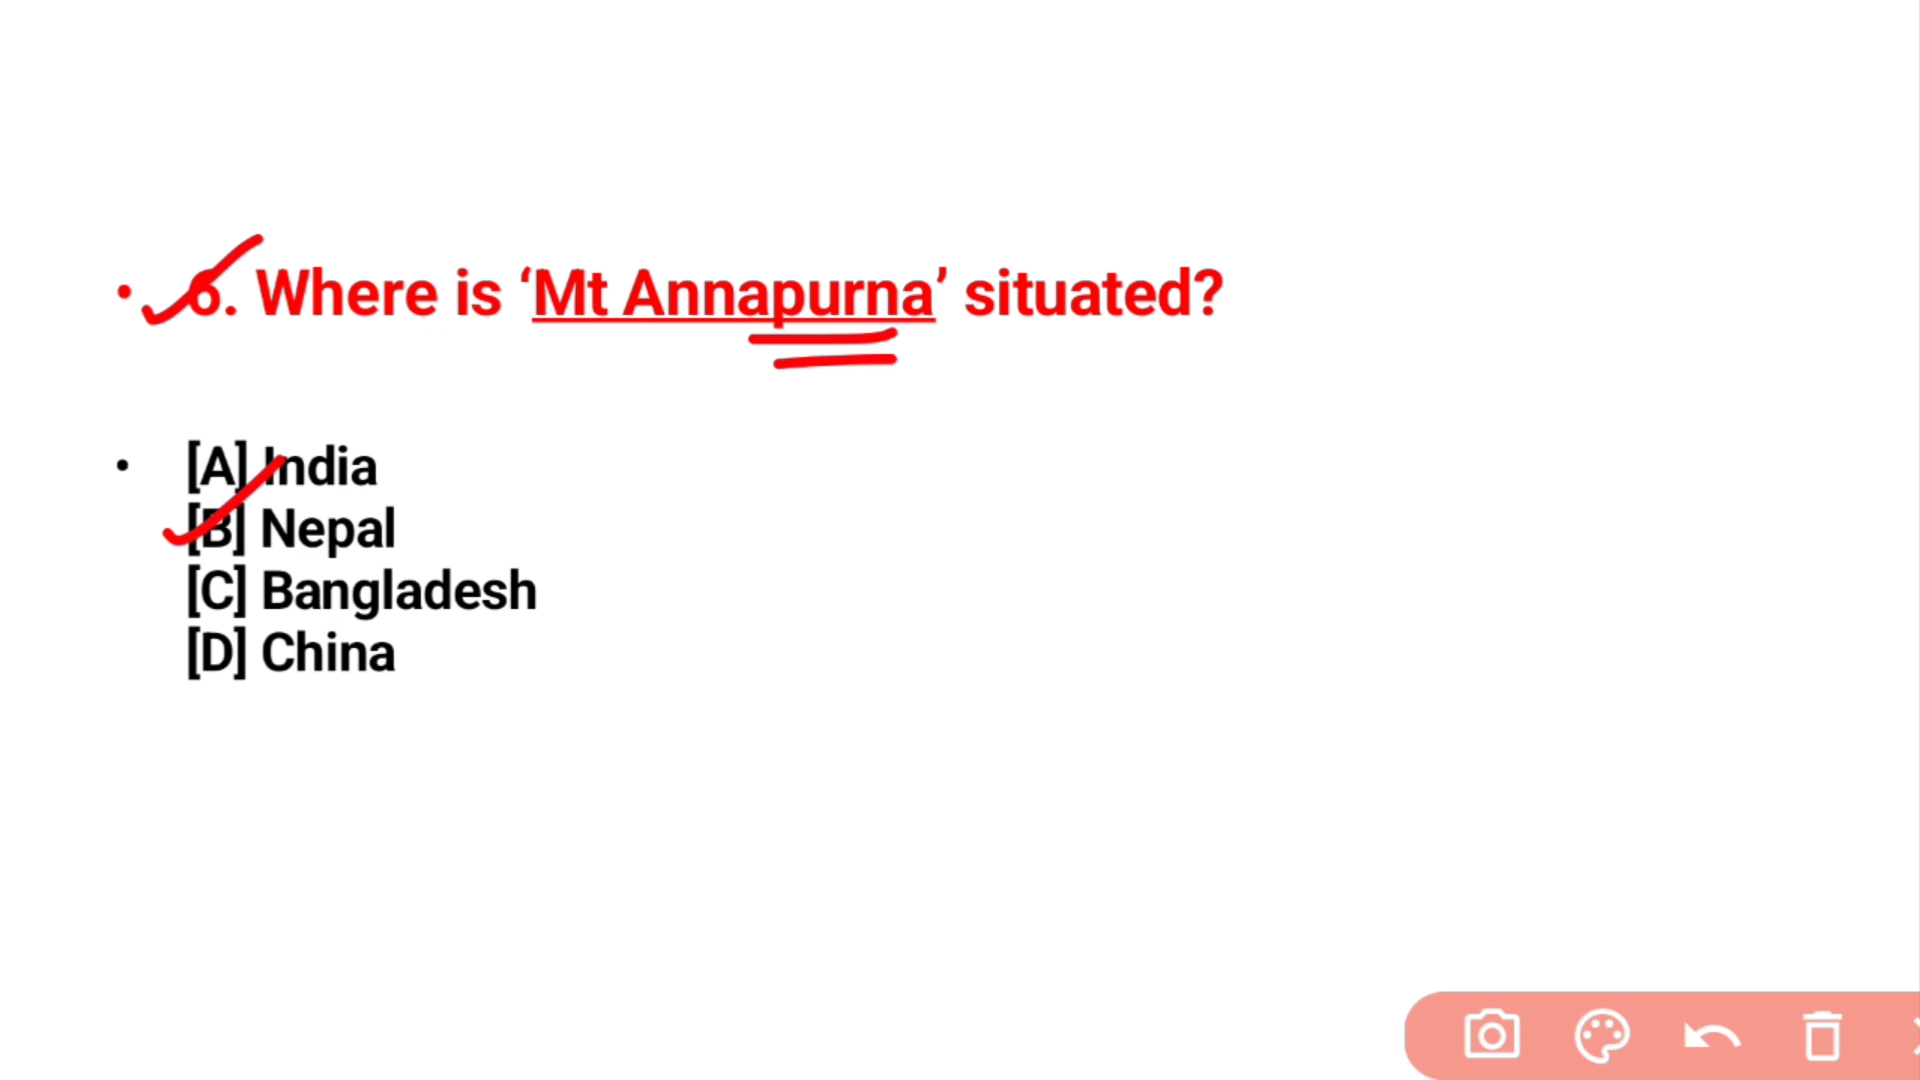 • 6. Where is ‘Mt Annapurna’ situated?
• [A] India
[B] Nepal
[C] Bangladesh
[D] China